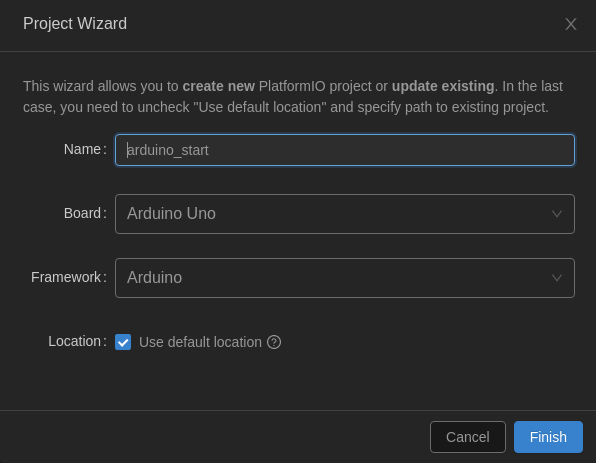 Project Wizard
This wizard allows you to create new PlatformIO project or update existing. In the last
case, you need to uncheck "Use default location" and specify path to existing project.
Name: arduino_start
Board: Arduino Uno
Framework: Arduino
Location: Use default location
Cancel Finish